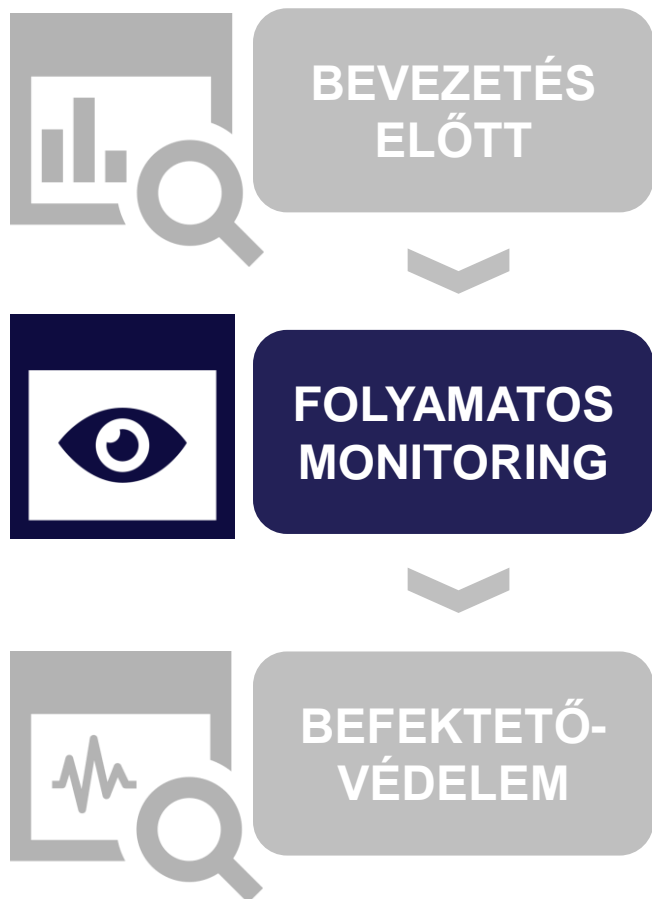 BEVEZETÉS
ELŐTT
FOLYAMATOS
MONITORING
BEFEKTETŐ-
VÉDELEM